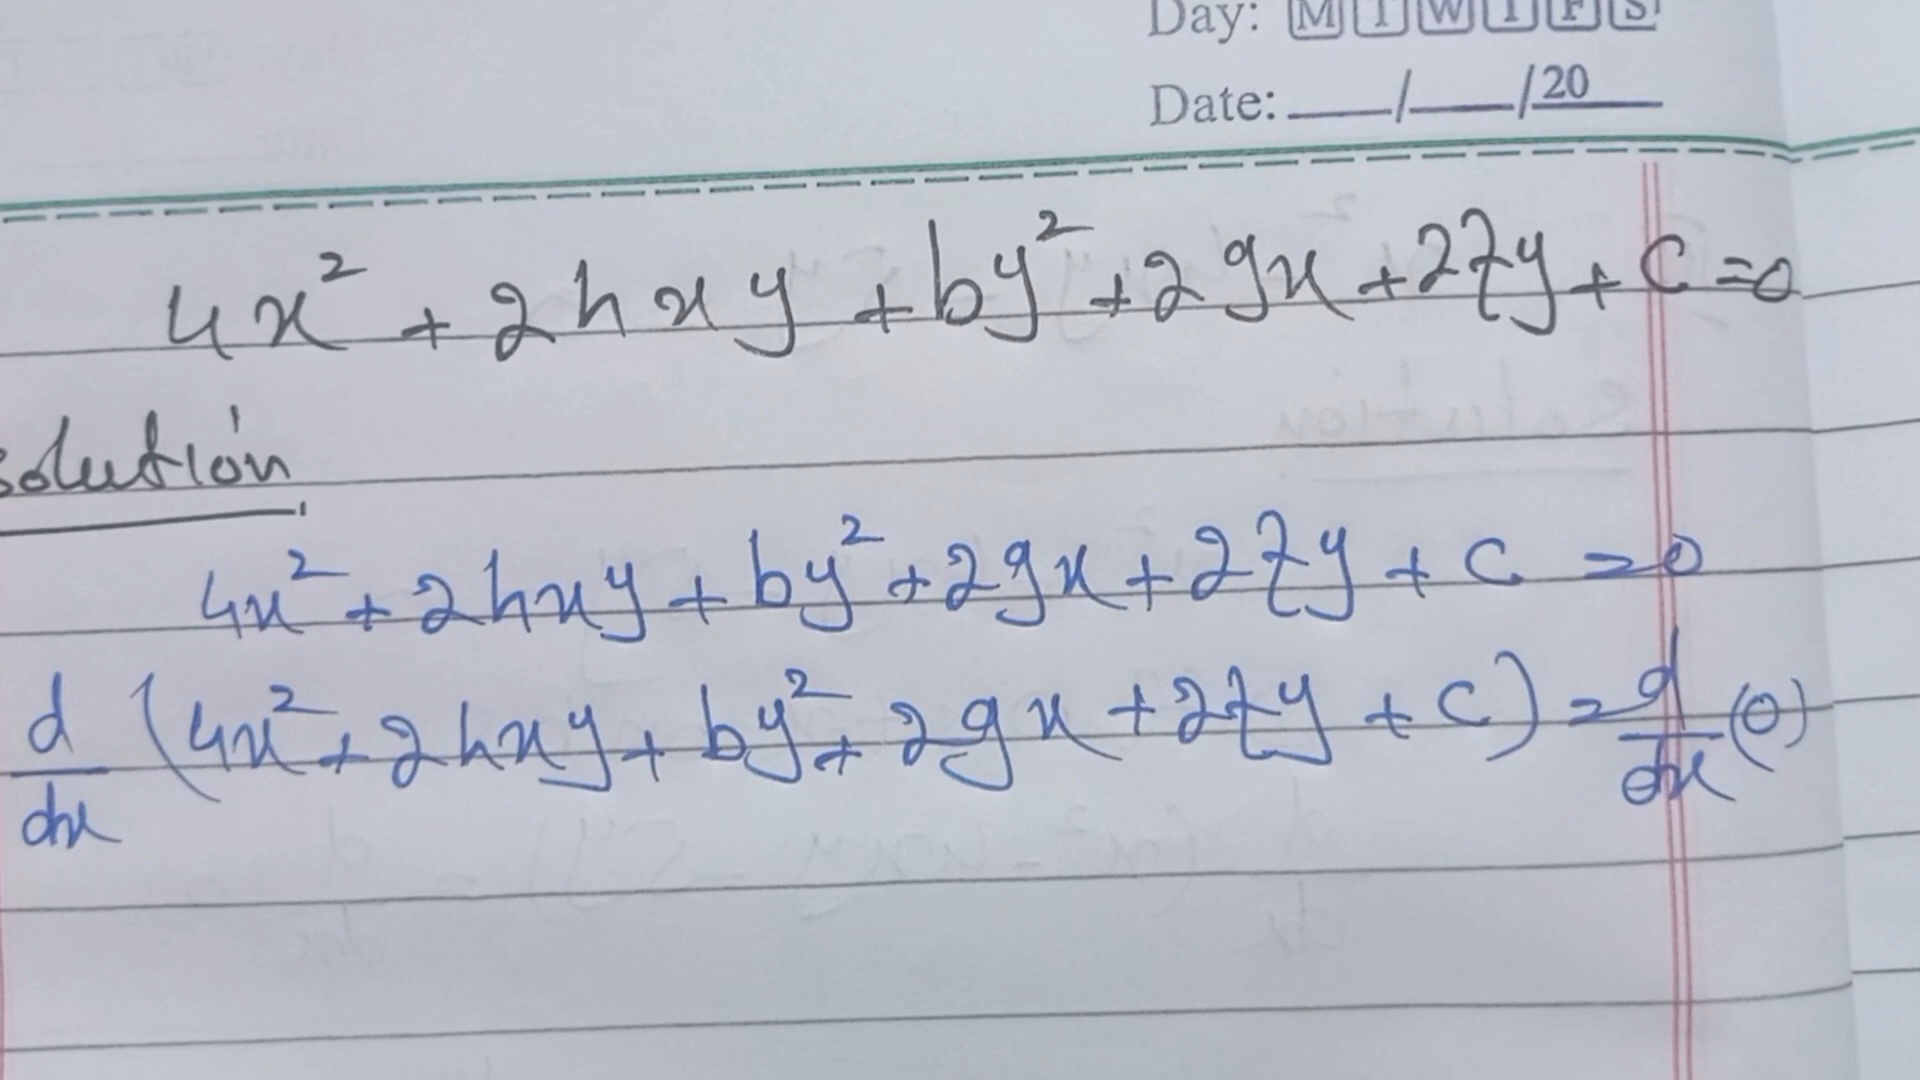 Day: M T W T F S
Date: ___/___/20___
4x² + 2hxy + by² + 2gx + 2fy + c = 0
solution
4x² + 2hxy + by² + 2gx + 2fy + c = 0
d/dx (4x² + 2hxy + by² + 2gx + 2fy + c) = d/dx (0)